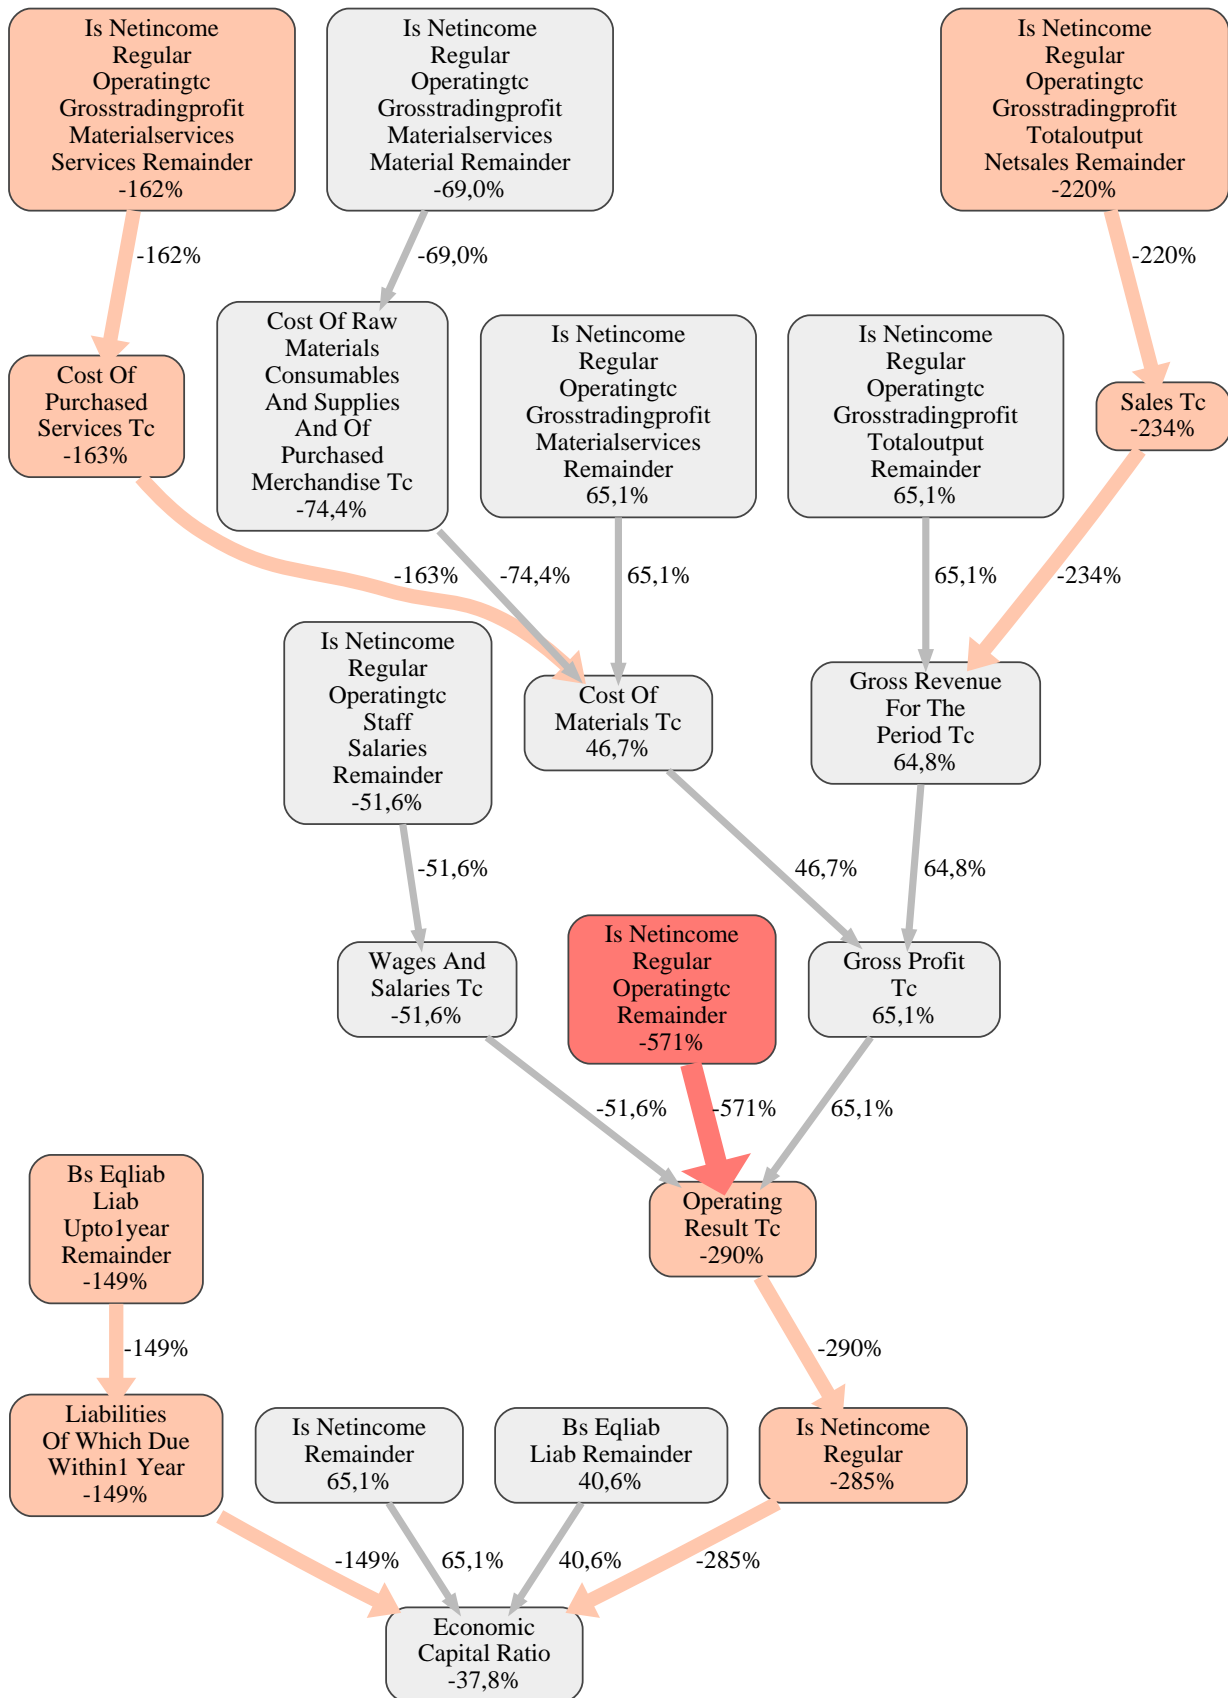 Is Netincome
Regular
Operatingtc
Grosstradingprofit
Materialservices
Services Remainder
-162%
Is Netincome
Regular
Operatingtc
Grosstradingprofit
Materialservices
Material Remainder
-69,0%
Is Netincome
Regular
Operatingtc
Grosstradingprofit
Totaloutput
Netsales Remainder
-220%
-162%
-69,0%
-220%
Cost Of
Purchased
Services Tc
-163%
Cost Of Raw
Materials
Consumables
And Supplies
And Of
Purchased
Merchandise Tc
-74,4%
Is Netincome
Regular
Operatingtc
Grosstradingprofit
Materialservices
Remainder
65,1%
Is Netincome
Regular
Operatingtc
Grosstradingprofit
Totaloutput
Remainder
65,1%
Sales Tc
-234%
-163%
-74,4%
65,1%
65,1%
-234%
Is Netincome
Regular
Operatingtc
Staff
Salaries
Remainder
-51,6%
Cost Of
Materials Tc
46,7%
Gross Revenue
For The
Period Tc
64,8%
-51,6%
46,7%
64,8%
Wages And
Salaries Tc
-51,6%
Is Netincome
Regular
Operatingtc
Remainder
-571%
Gross Profit
Tc
65,1%
-51,6%
-571%
65,1%
Bs Eqliab
Liab
Upto1year
Remainder
-149%
Operating
Result Tc
-290%
-149%
-290%
Liabilities
Of Which Due
Within1 Year
-149%
Is Netincome
Remainder
65,1%
Bs Eqliab
Liab Remainder
40,6%
Is Netincome
Regular
-285%
-149%
65,1%
40,6%
-285%
Economic
Capital Ratio
-37,8%